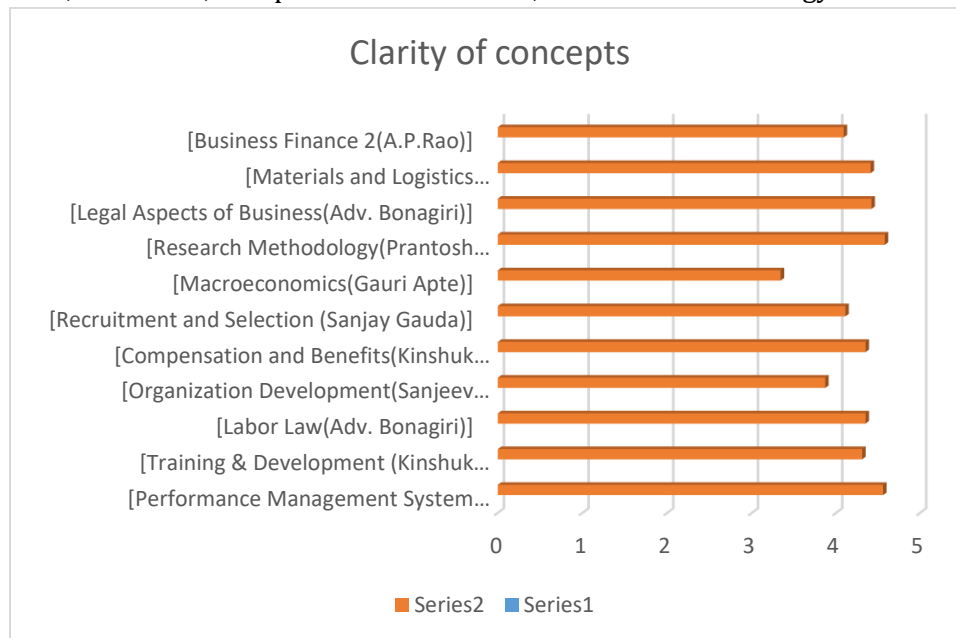 Clarity of concepts
[Business Finance 2(A.P.Rao)]
[Materials and Logistics...
[Legal Aspects of Business(Adv. Bonagiri)]
[Research Methodology(Prantosh...
[Macroeconomics(Gauri Apte)]
[Recruitment and Selection (Sanjay Gauda)]
[Compensation and Benefits(Kinshuk...
[Organization Development(Sanjeev...
[Labor Law(Adv. Bonagiri)]
[Training & Development (Kinshuk...
[Performance Management System...
0 1 2 3 4 5
Series2 Series1